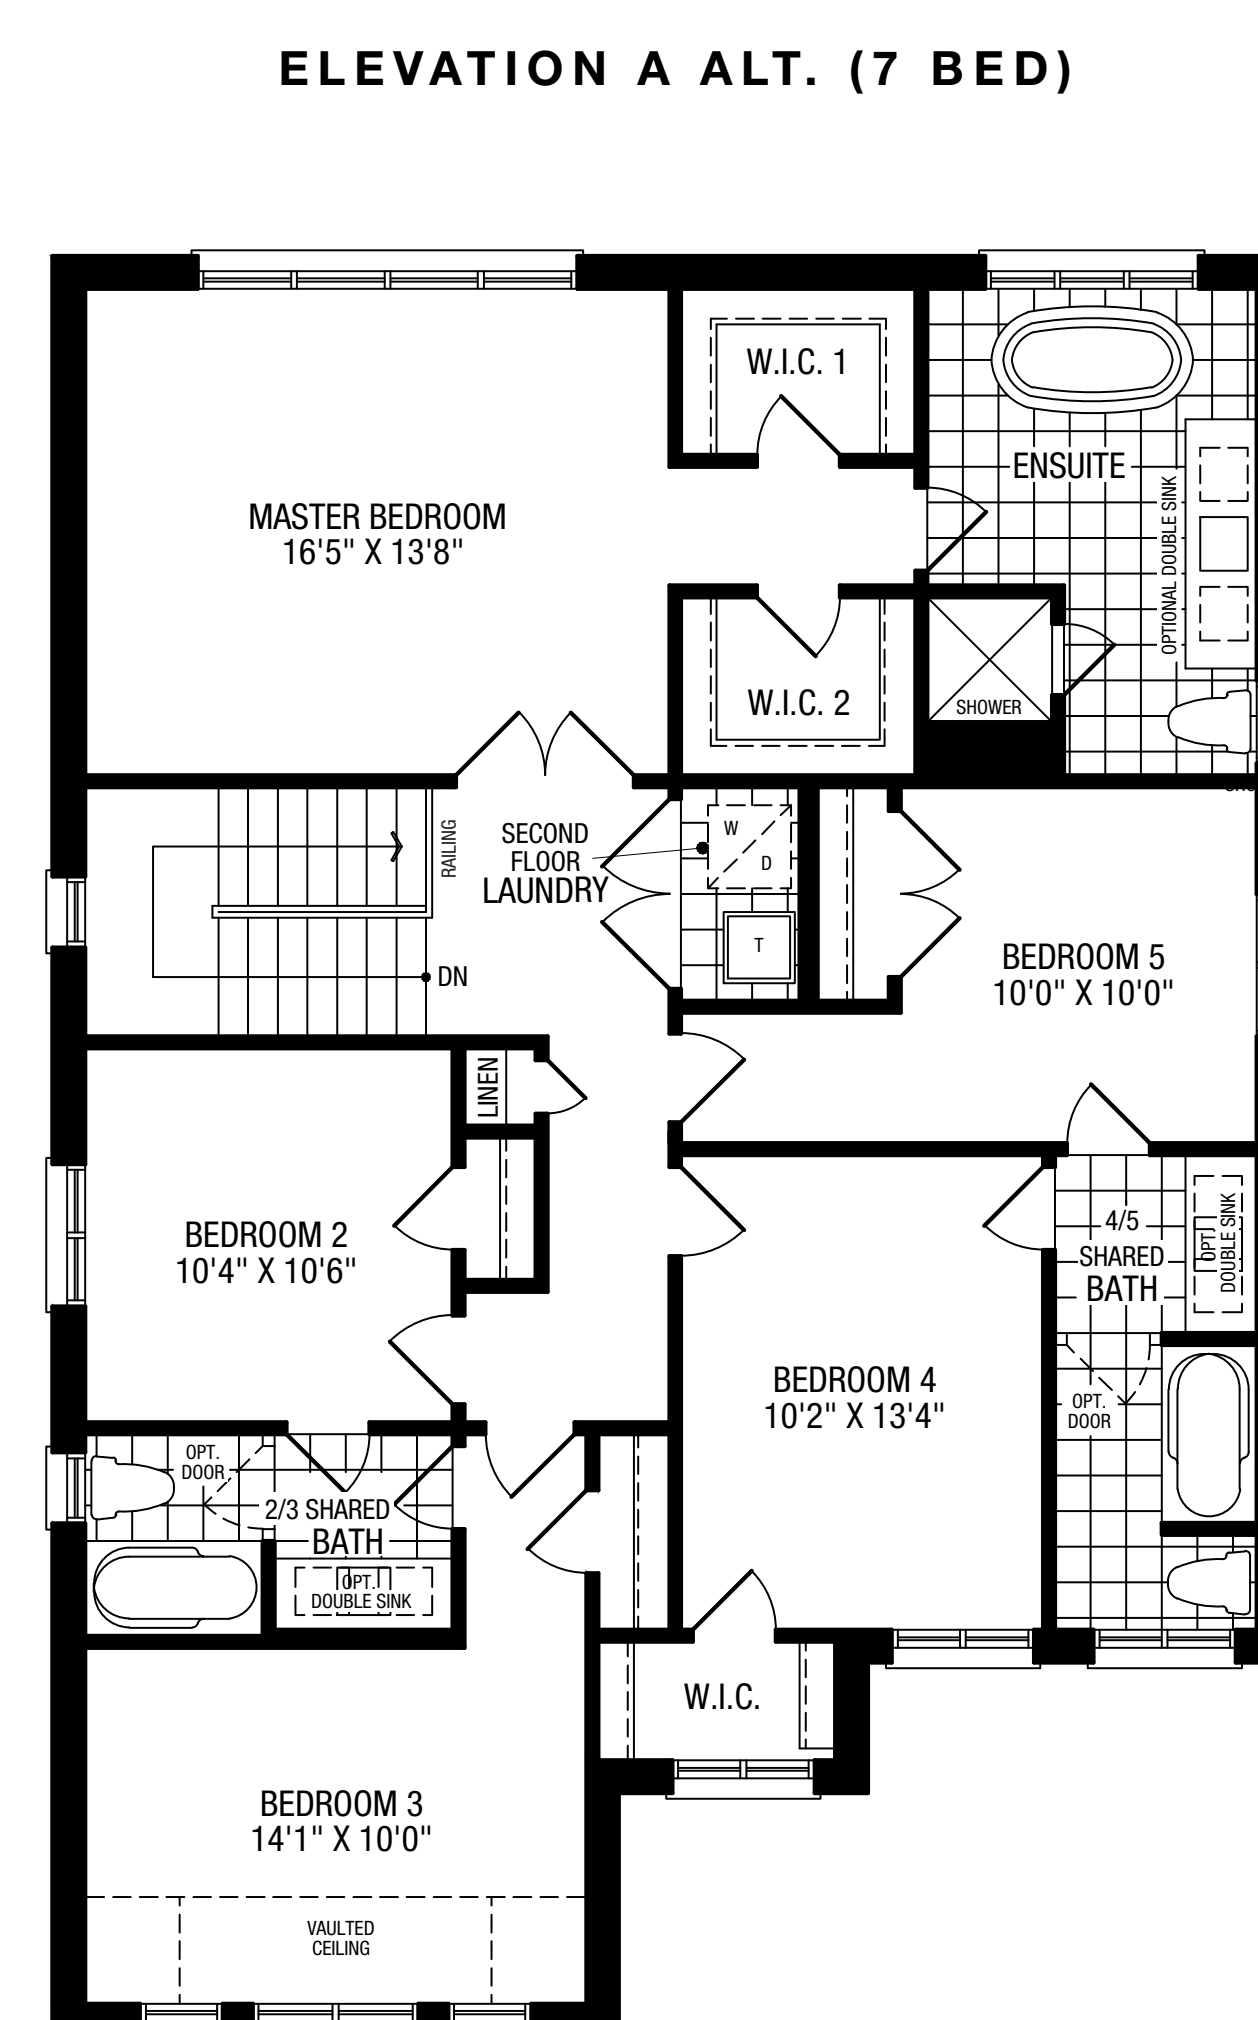 ELEVATION A ALT. (7 BED)
W.I.C. 1
ENSUITE
OPTIONAL DOUBLE SINK
MASTER BEDROOM
16'5" X 13'8"
W.I.C. 2
SHOWER
RAILING
SECOND
FLOOR
LAUNDRY
W
D
T
DN
BEDROOM 5
10'0" X 10'0"
LINEN
BEDROOM 2
10'4" X 10'6"
4/5
SHARED
BATH
OPT.
DOUBLE SINK
BEDROOM 4
10'2" X 13'4"
OPT.
DOOR
OPT.
DOOR
2/3 SHARED
BATH
OPT.
DOUBLE SINK
W.I.C.
BEDROOM 3
14'1" X 10'0"
VAULTED
CEILING